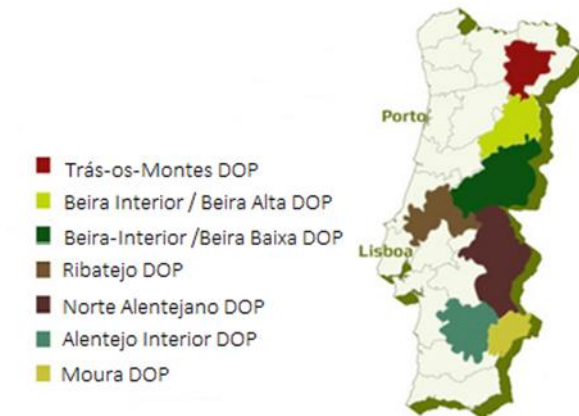 Porto
Trás-os-Montes DOP
Beira Interior / Beira Alta DOP
Beira-Interior /Beira Baixa DOP
Lisboa
Ribatejo DOP
Norte Alentejano DOP
Alentejo Interior DOP
Moura DOP